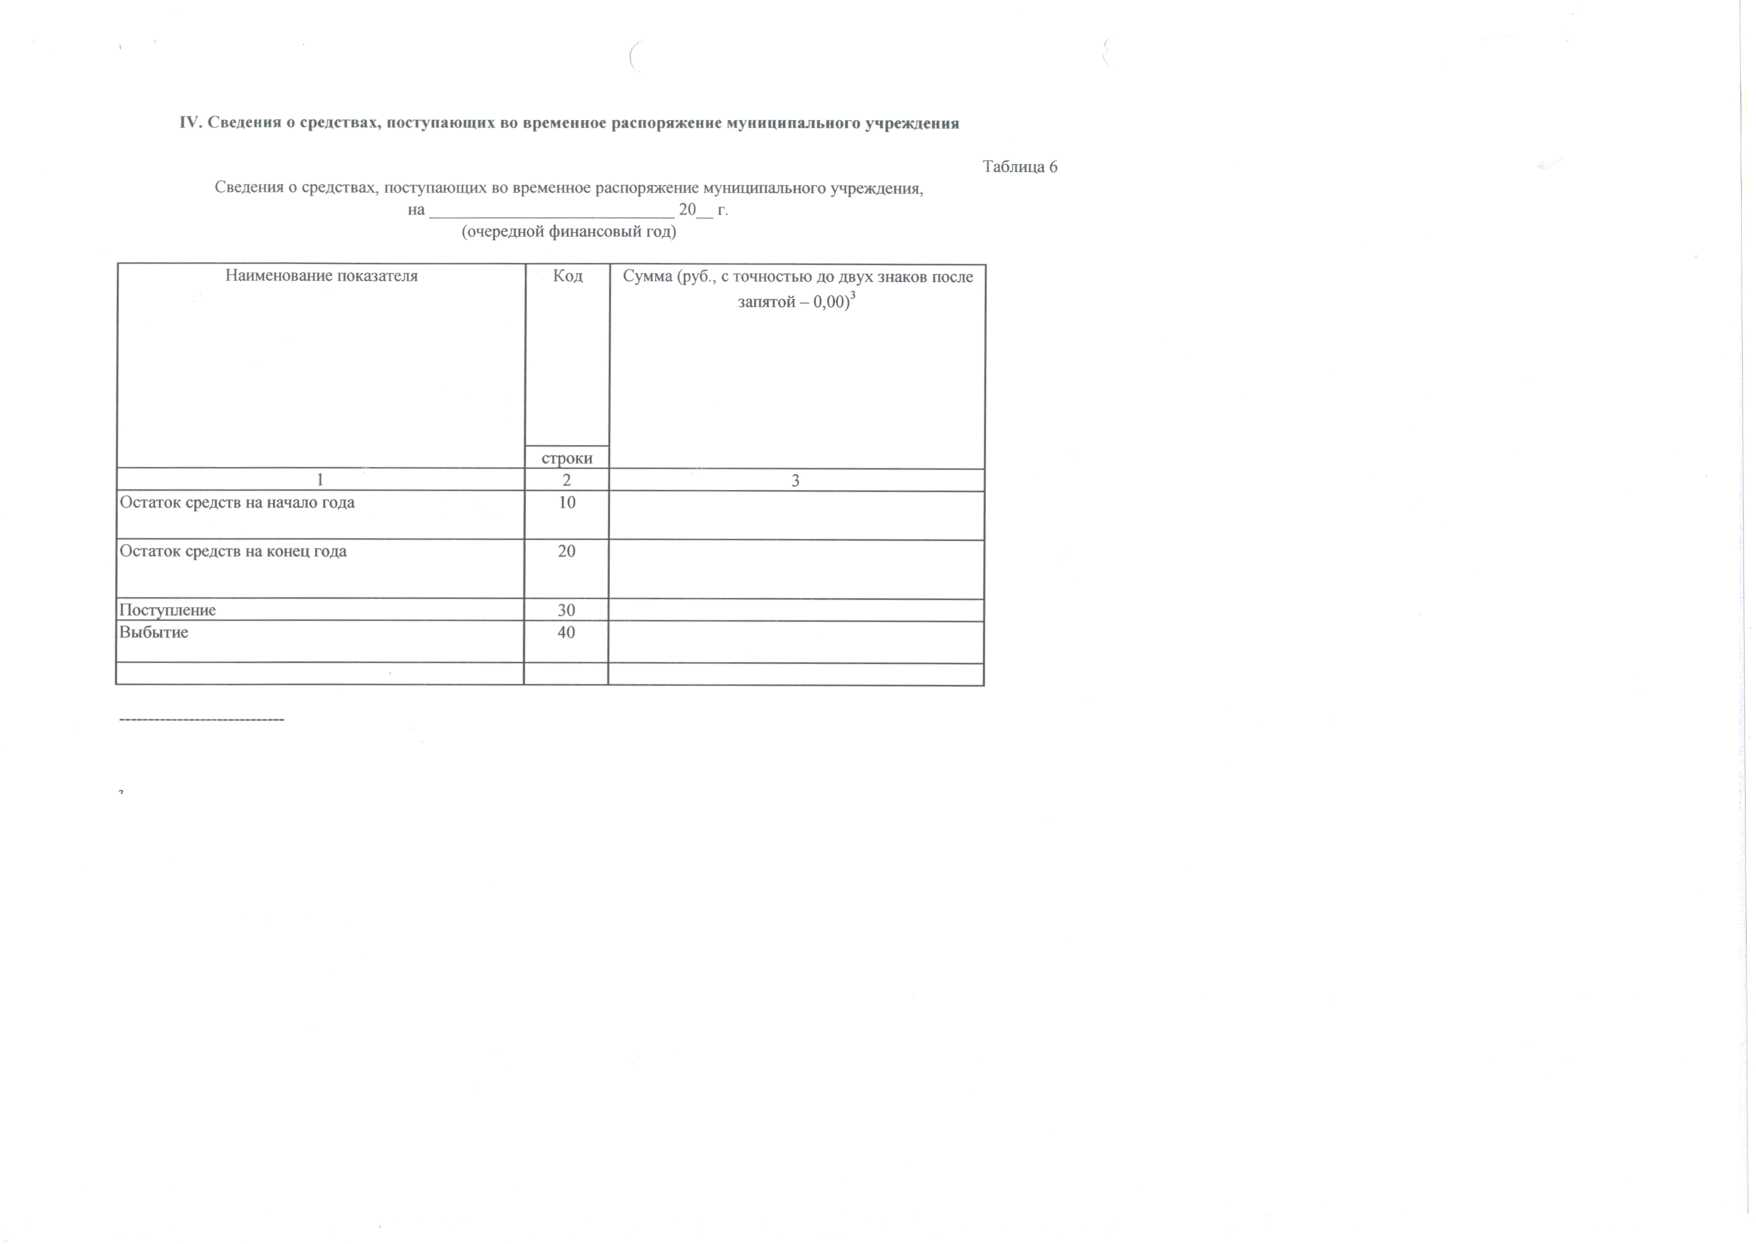 IV. Сведения о средствах, поступающих во временное распоряжение муниципального учреждения
Таблица 6
Сведения о средствах, поступающих во временное распоряжение муниципального учреждения,
на ____________________________ 20__ г.
(очередной финансовый год)
Наименование показателя
Код
Сумма (руб., с точностью до двух знаков после
запятой – 0,00)³
строки
1 2 3
Остаток средств на начало года 10
Остаток средств на конец года 20
Поступление 30
Выбытие 40
-----------------------------